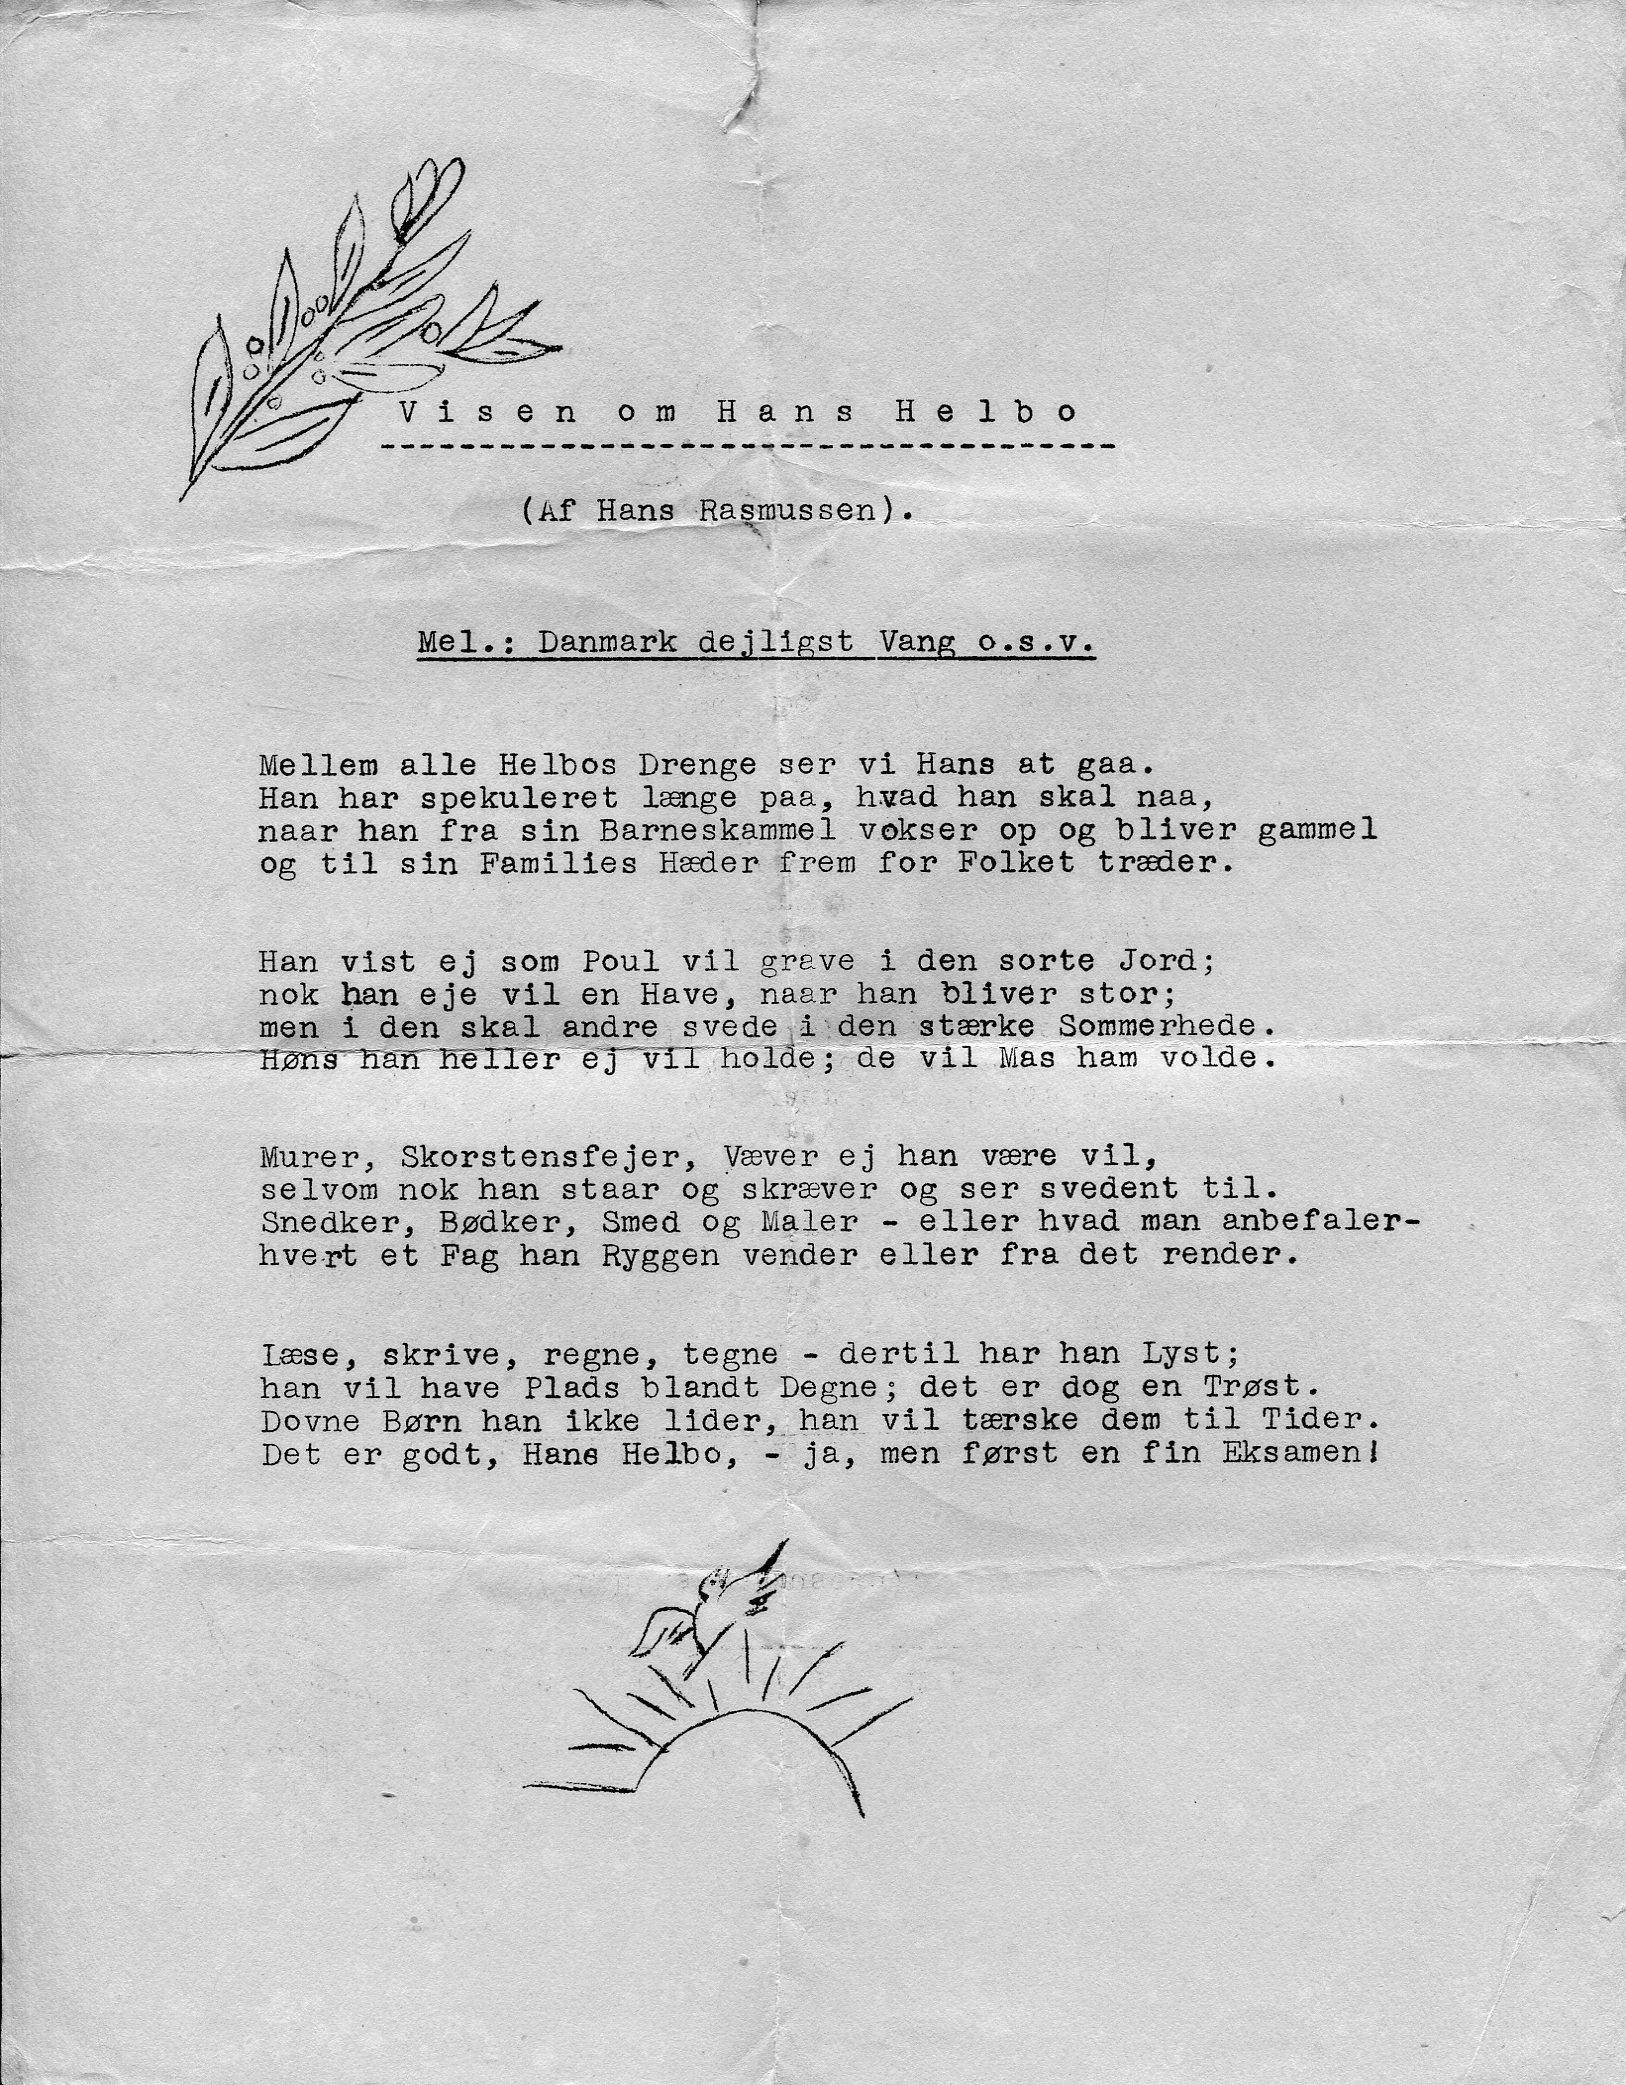 Visen om Hans Helbo
(Af Hans Rasmussen).
Mel.: Danmark dejligst Vang o.s.v.
Mellem alle Helbos Drenge ser vi Hans at gaa.
Han har spekuleret længe paa, hvad han skal naa,
naar han fra sin Barneskammel vokser op og bliver gammel
og til sin Families Hæder frem for Folket træder.
Han vist ej som Poul vil grave i den sorte Jord;
nok han eje vil en Have, naar han bliver stor;
men i den skal andre svede i den stærke Sommerhede.
Høns han heller ej vil holde; de vil Mas ham volde.
Murer, Skorstensfejer, Væver ej han være vil,
selvom nok han staar og skræver og ser svedent til.
Snedker, Bødker, Smed og Maler - eller hvad man anbefaler-
hvert et Fag han Ryggen vender eller fra det render.
Læse, skrive, regne, tegne - dertil har han Lyst;
han vil have Plads blandt Degne; det er dog en Trøst.
Dovne Børn han ikke lider, han vil tærske dem til Tider.
Det er godt, Hans Helbo, - ja, men først en fin Eksamen!